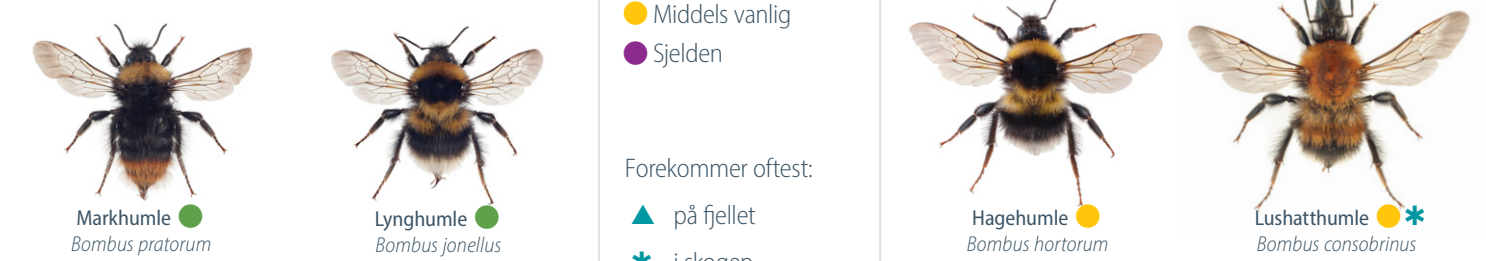 Markhumle
Bombus pratorum
Lynghumle
Bombus jonellus
Middels vanlig
Sjelden
Forekommer oftest:
på fjellet
i skogen
Hagehumle
Bombus hortorum
Lushatthumle
Bombus consobrinus